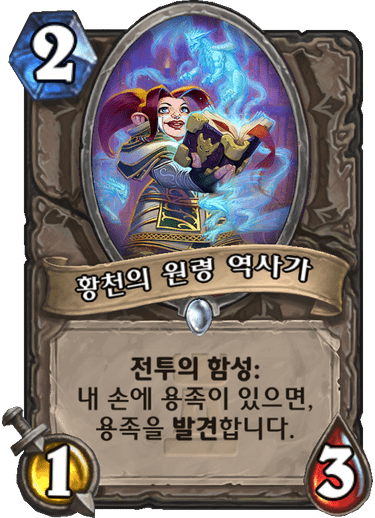 2
황천의 원령 역사가
전투의 함성:
내 손에 용족이 있으면,
용족을 발견합니다.
1
3